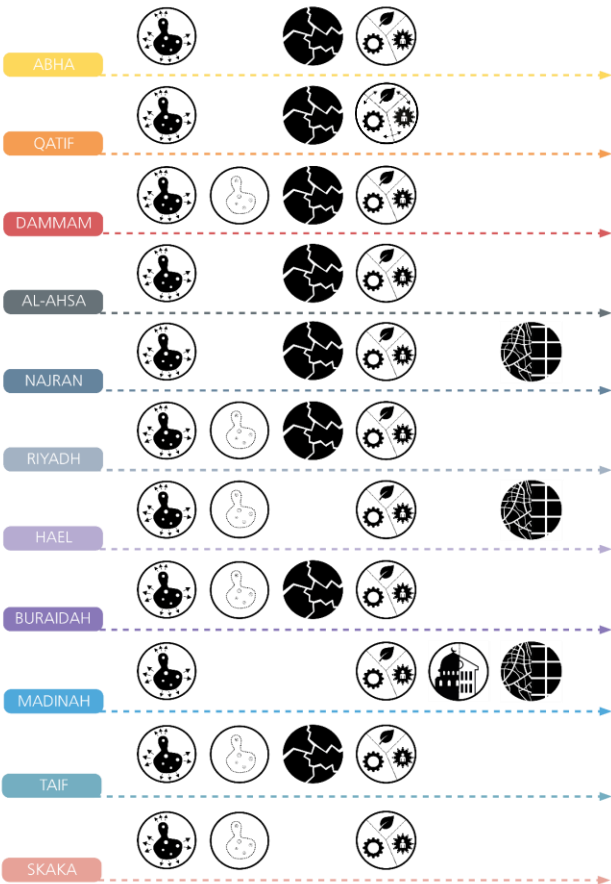 ABHA
QATIF
DAMMAM
AL-AHSA
NAJRAN
RIYADH
HAEL
BURAIDAH
MADINAH
TAIF
SKAKA